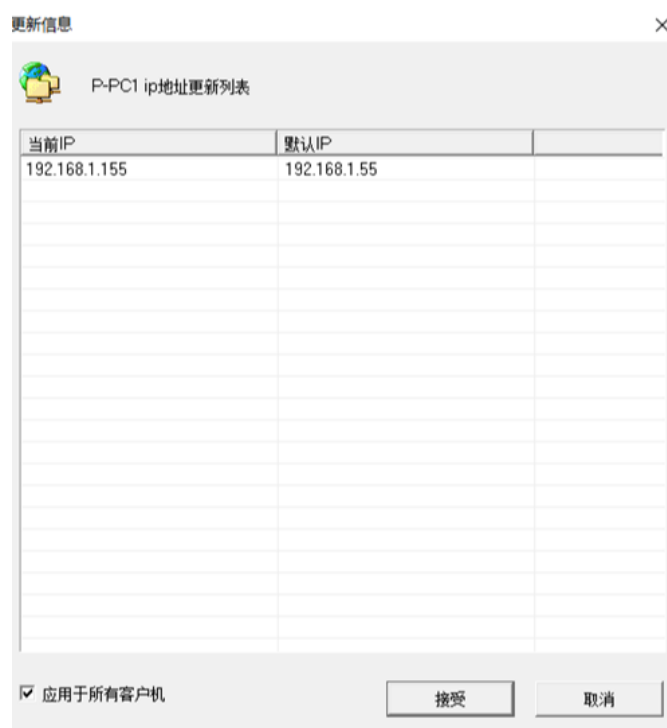 更新信息
P-PC1 ip地址更新列表
当前IP 默认IP
192.168.1.155 192.168.1.55
应用于所有客户机
接受 取消